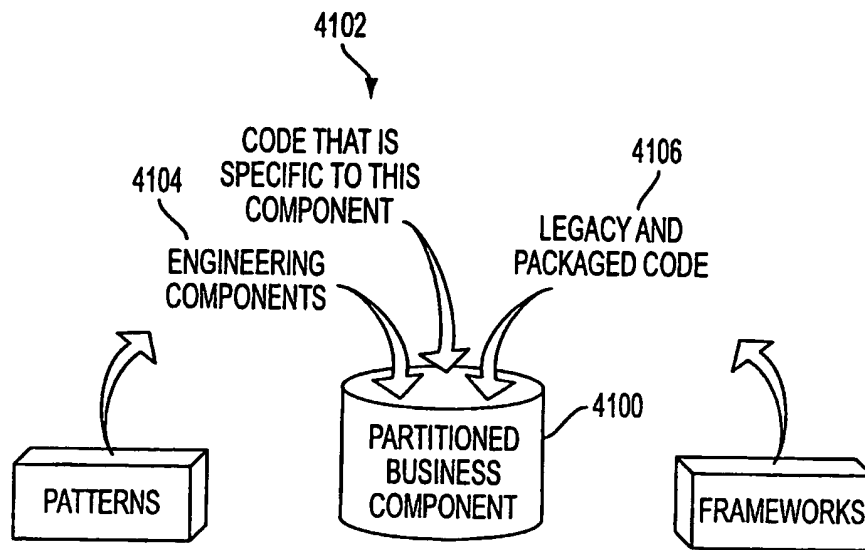 4102
CODE THAT IS
SPECIFIC TO THIS
COMPONENT
4104
ENGINEERING
COMPONENTS
4106
LEGACY AND
PACKAGED CODE
4100
PARTITIONED
BUSINESS
COMPONENT
PATTERNS
FRAMEWORKS